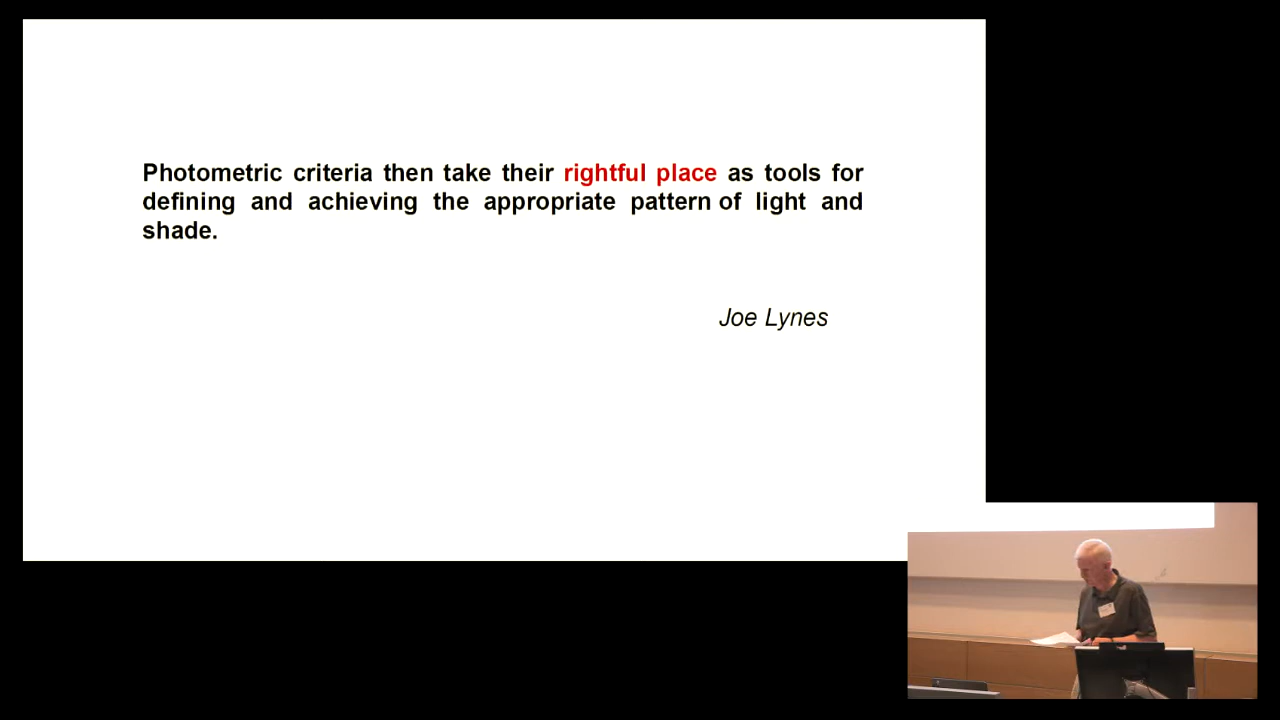 Photometric criteria then take their rightful place as tools for
defining and achieving the appropriate pattern of light and
shade.
Joe Lynes